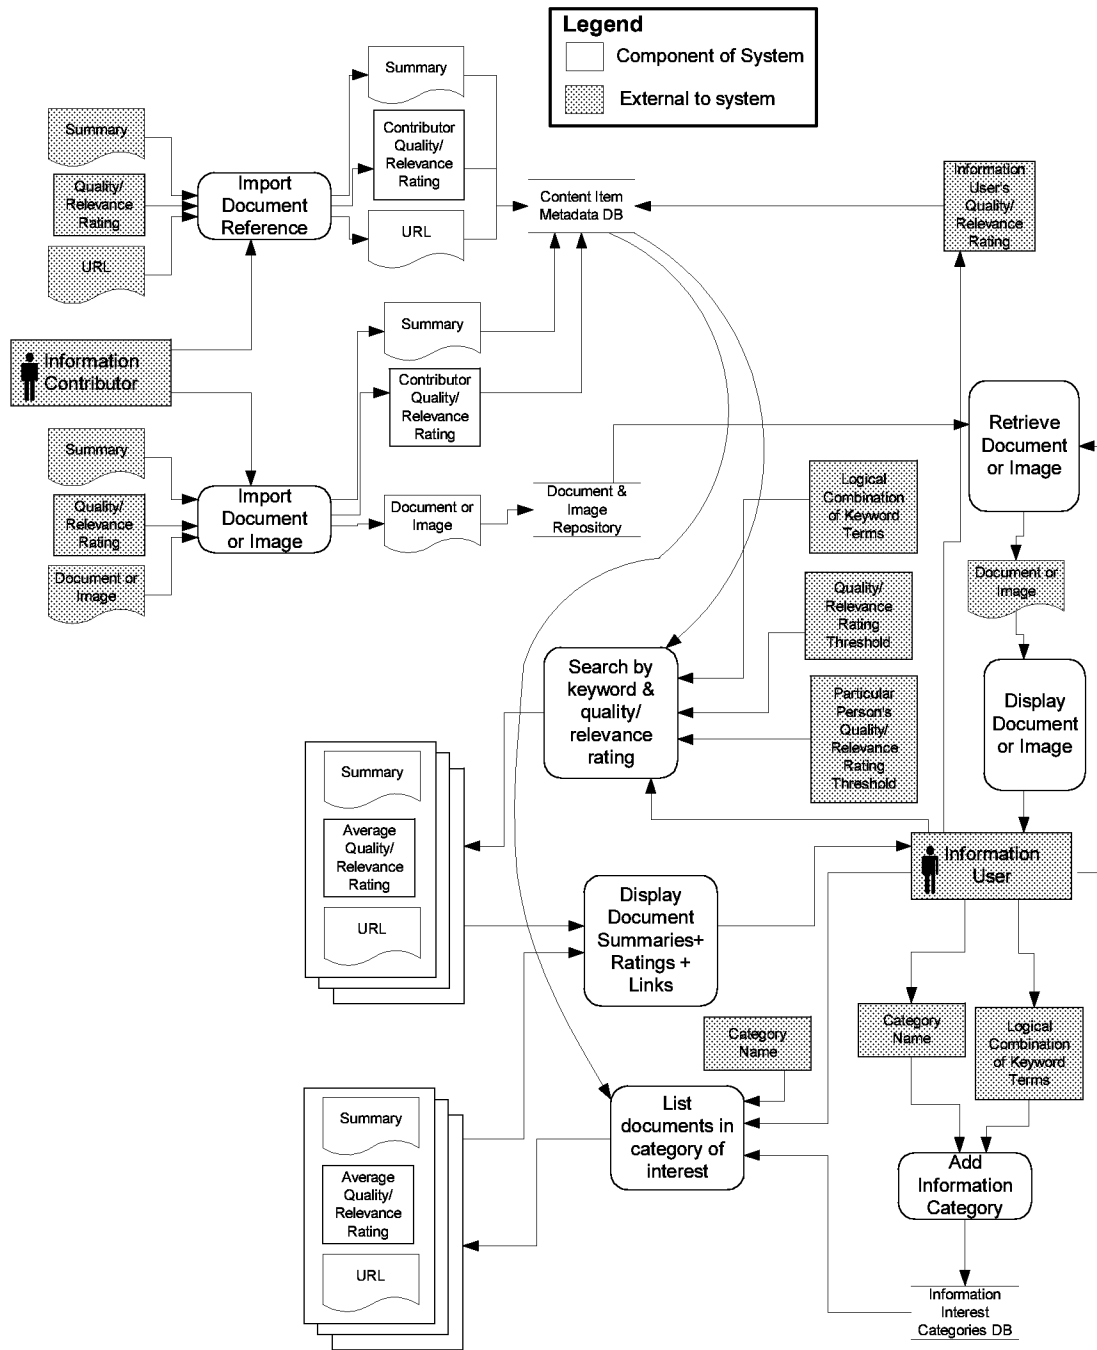 Legend
Component of System
External to system
Summary
Quality/
Relevance
Rating
URL
Import
Document
Reference
Summary
Contributor
Quality/
Relevance
Rating
URL
Content Item
Metadata DB
Information
User's
Quality/
Relevance
Rating
Information
Contributor
Summary
Contributor
Quality/
Relevance
Rating
Summary
Quality/
Relevance
Rating
Document or
Image
Import
Document
or Image
Document or
Image
Document &
Image
Repository
Logical
Combination
of Keyword
Terms
Retrieve
Document
or Image
Document or
Image
Quality/
Relevance
Rating
Threshold
Search by
keyword &
quality/
relevance
rating
Particular
Person's
Quality/
Relevance
Rating
Threshold
Display
Document
or Image
Summary
Average
Quality/
Relevance
Rating
URL
Information
User
Display
Document
Summaries+
Ratings +
Links
Category
Name
Category
Name
Logical
Combination
of Keyword
Terms
Summary
Average
Quality/
Relevance
Rating
URL
List
documents in
category of
interest
Add
Information
Category
Information
Interest
Categories DB